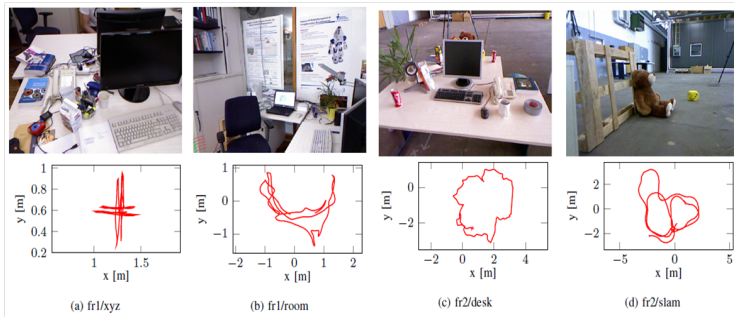 1
0.8
0.6
0.4
0.2
y [m]
1
1.5
x [m]
(a) fr1/xyz
1
0
−1
y [m]
−2
−1
0
1
2
x [m]
(b) fr1/room
0
−2
y [m]
−2
0
2
4
x [m]
(c) fr2/desk
2
0
−2
y [m]
−5
0
5
x [m]
(d) fr2/slam